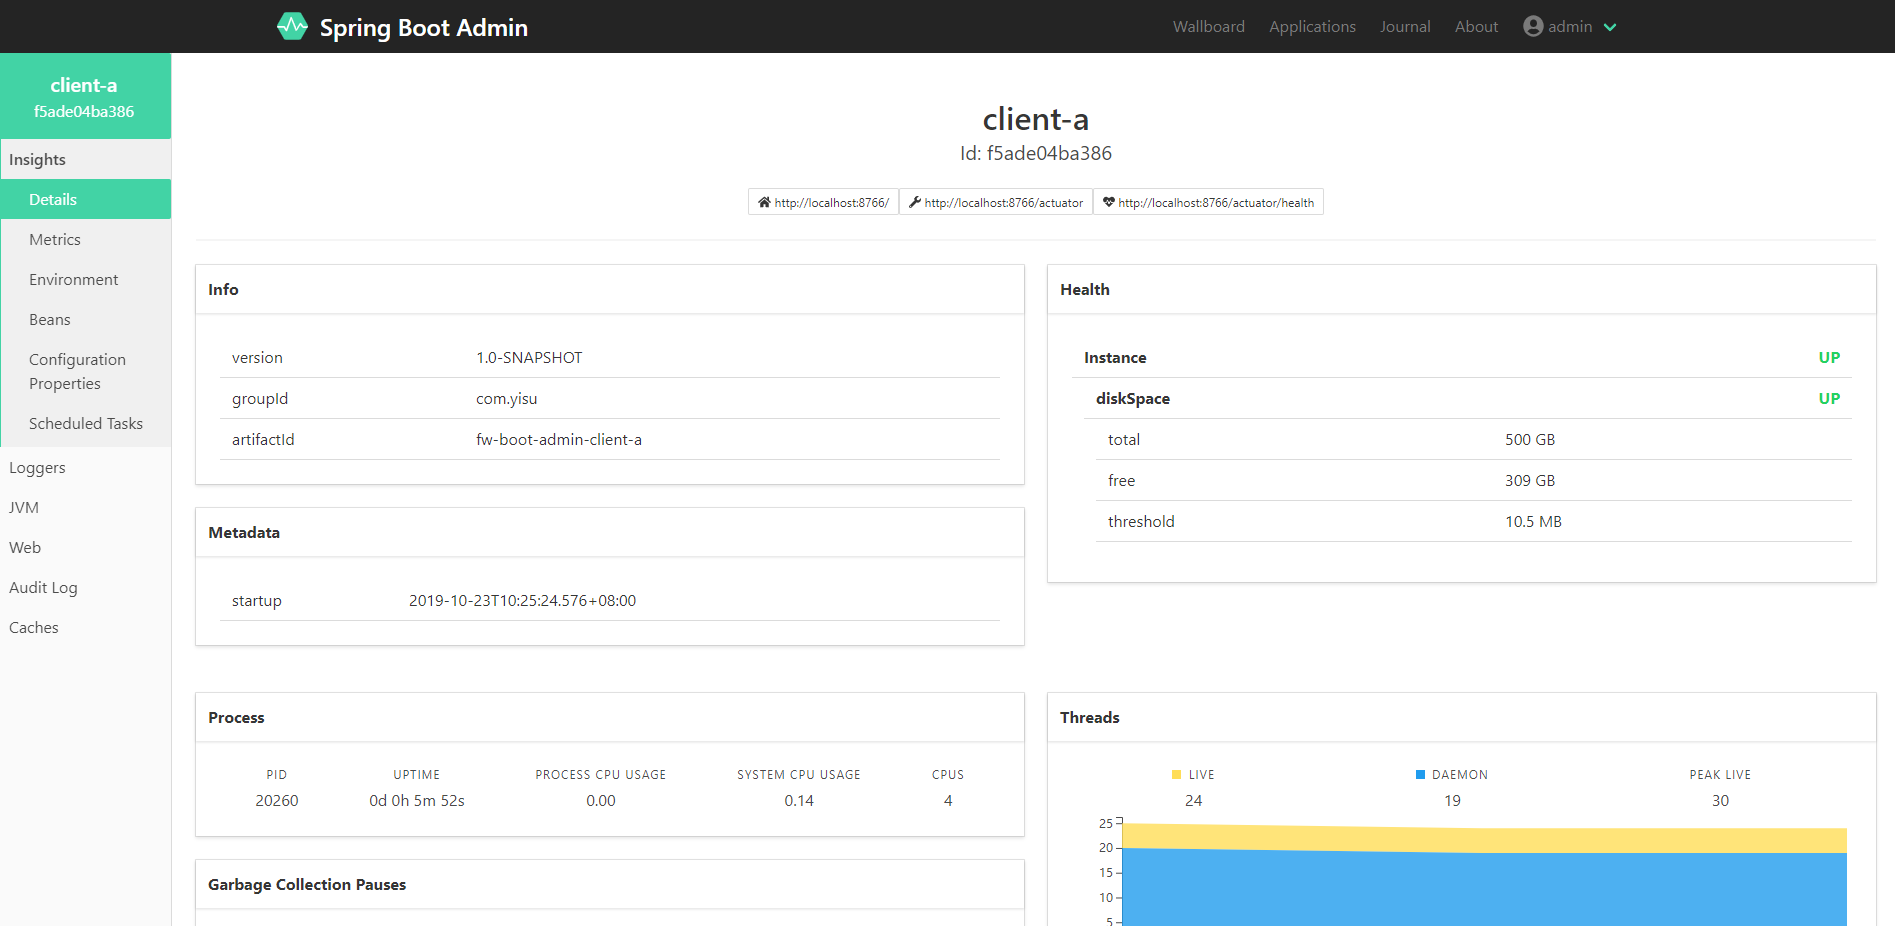 Spring Boot Admin
Wallboard Applications Journal About admin
client-a
f5ade04ba386
Insights
Details
Metrics
Environment
Beans
Configuration
Properties
Scheduled Tasks
Loggers
JVM
Web
Audit Log
Caches
client-a
Id: f5ade04ba386
http://localhost:8766/ http://localhost:8766/actuator http://localhost:8766/actuator/health
Info
version 1.0-SNAPSHOT
groupId com.yisu
artifactId fw-boot-admin-client-a
Metadata
startup 2019-10-23T10:25:24.576+08:00
Health
Instance UP
diskSpace UP
total 500 GB
free 309 GB
threshold 10.5 MB
Process
PID UPTIME PROCESS CPU USAGE SYSTEM CPU USAGE CPUS
20260 0d 0h 5m 52s 0.00 0.14 4
Garbage Collection Pauses
Threads
LIVE DAEMON PEAK LIVE
24 19 30
25
20
15
10
5